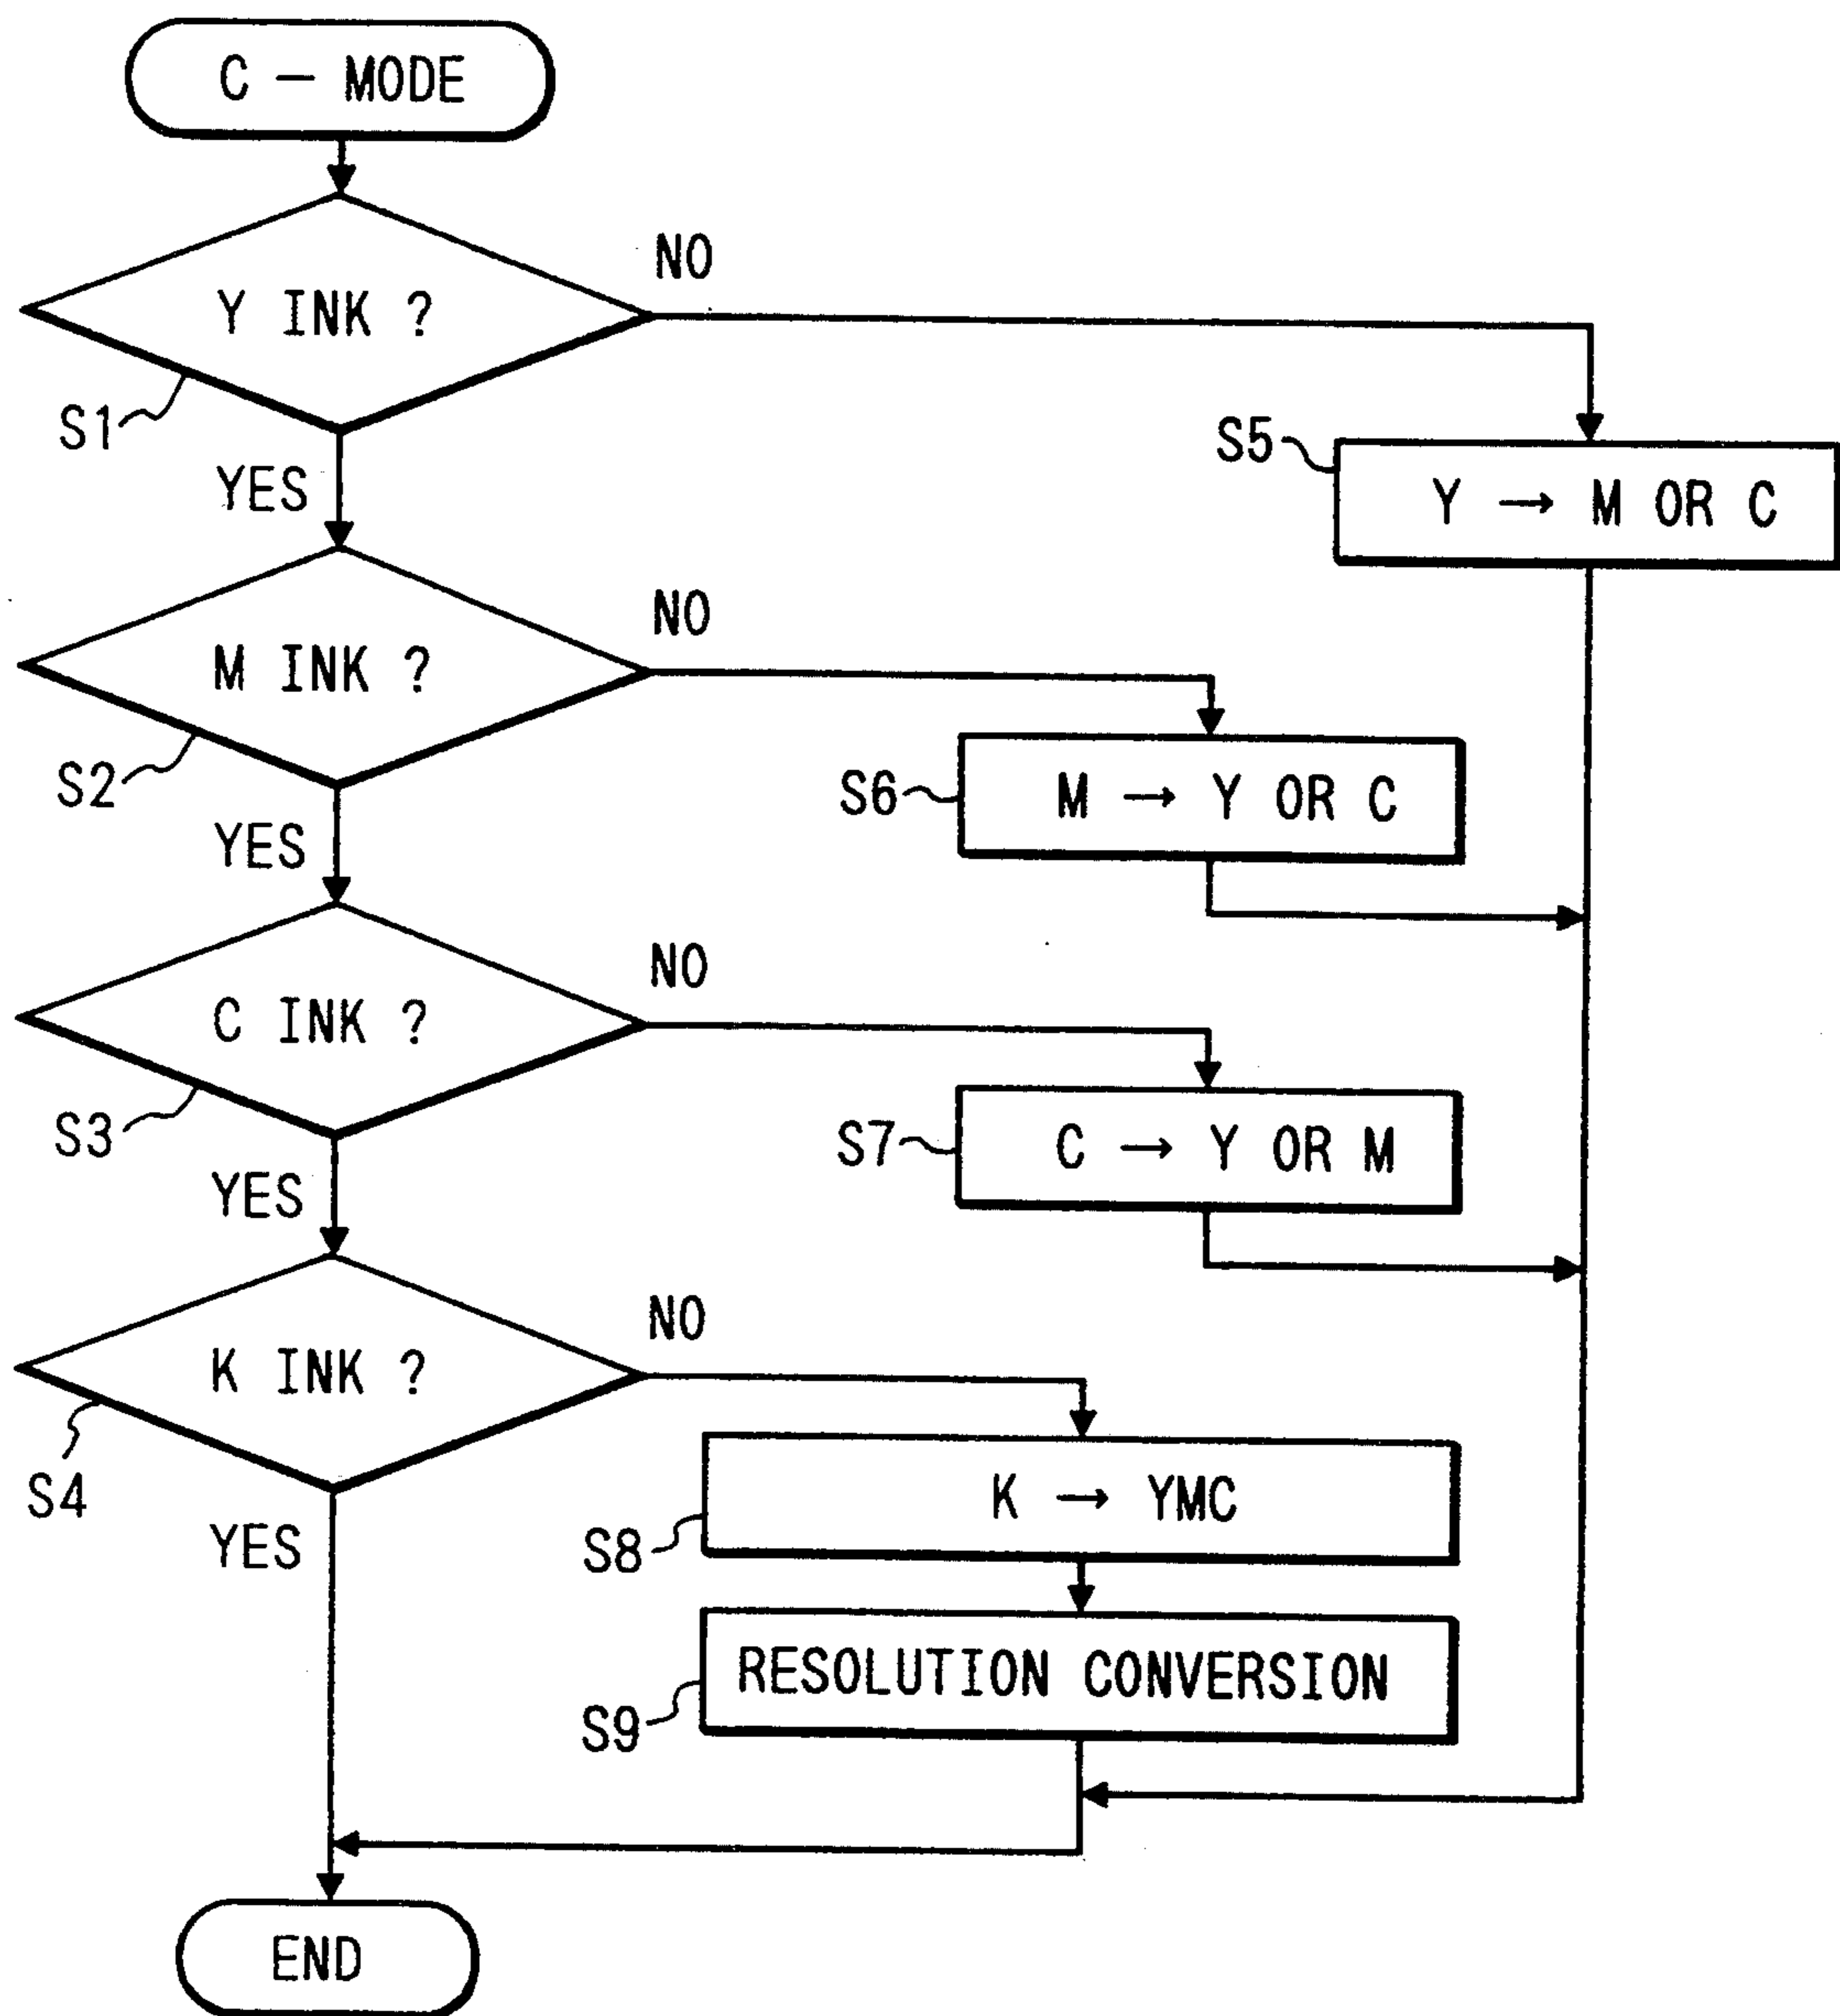 C — MODE
NO
Y INK ?
S1
YES
S5
Y → M OR C
NO
M INK ?
S2
YES
S6
M → Y OR C
NO
C INK ?
S3
YES
S7
C → Y OR M
NO
K INK ?
S4
YES
K → YMC
S8
RESOLUTION CONVERSION
S9
END